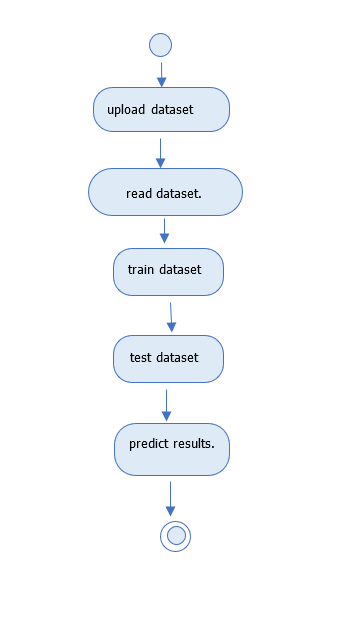 upload dataset
read dataset.
train dataset
test dataset
predict results.